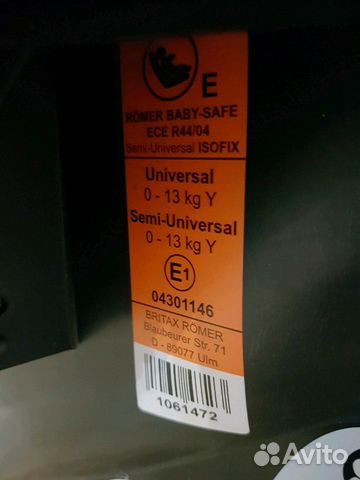 E
RÖMER BABY-SAFE
ECE R44/04
Semi-Universal ISOFIX
Universal
0 - 13 kg Y
Semi-Universal
0 - 13 kg Y
E1
04301146
BRITAX RÖMER
Blaubeurer Str. 71
D - 89077 Ulm
1061472
Avito